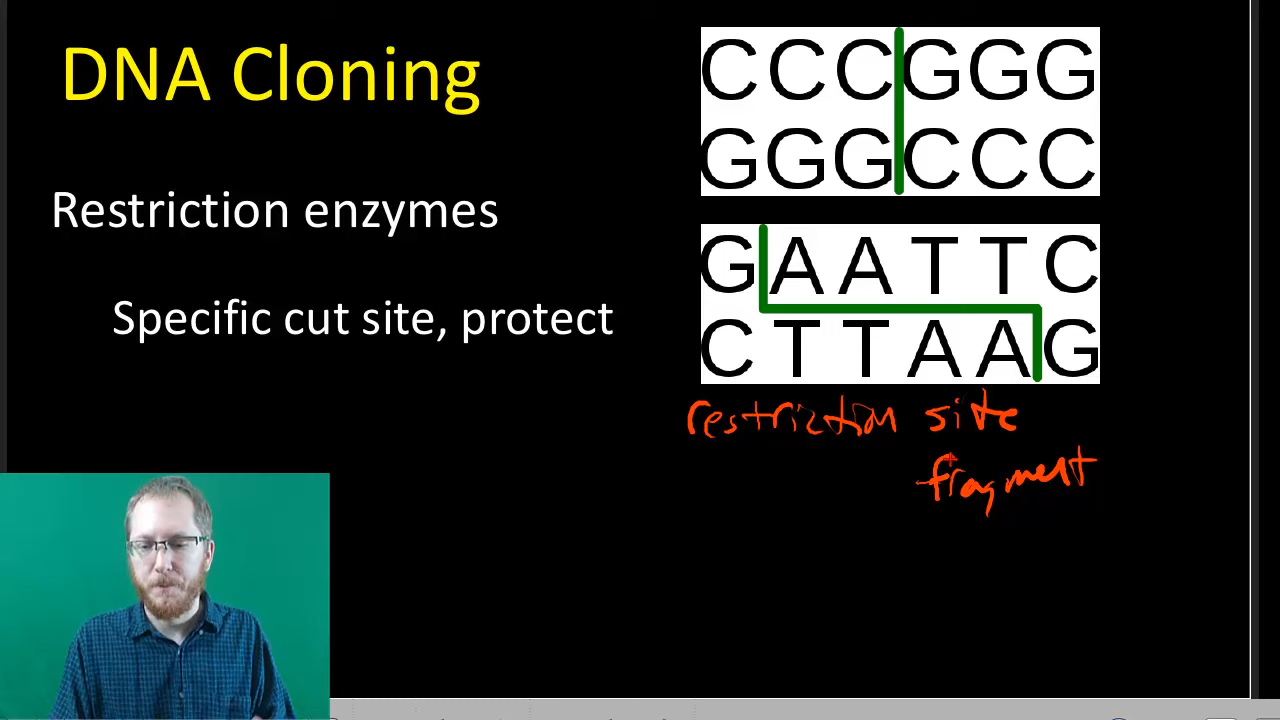 DNA Cloning
Restriction enzymes
Specific cut site, protect
CCCGGG
GGGCCC
GAATTC
CTTAAG
restriction site
fragment